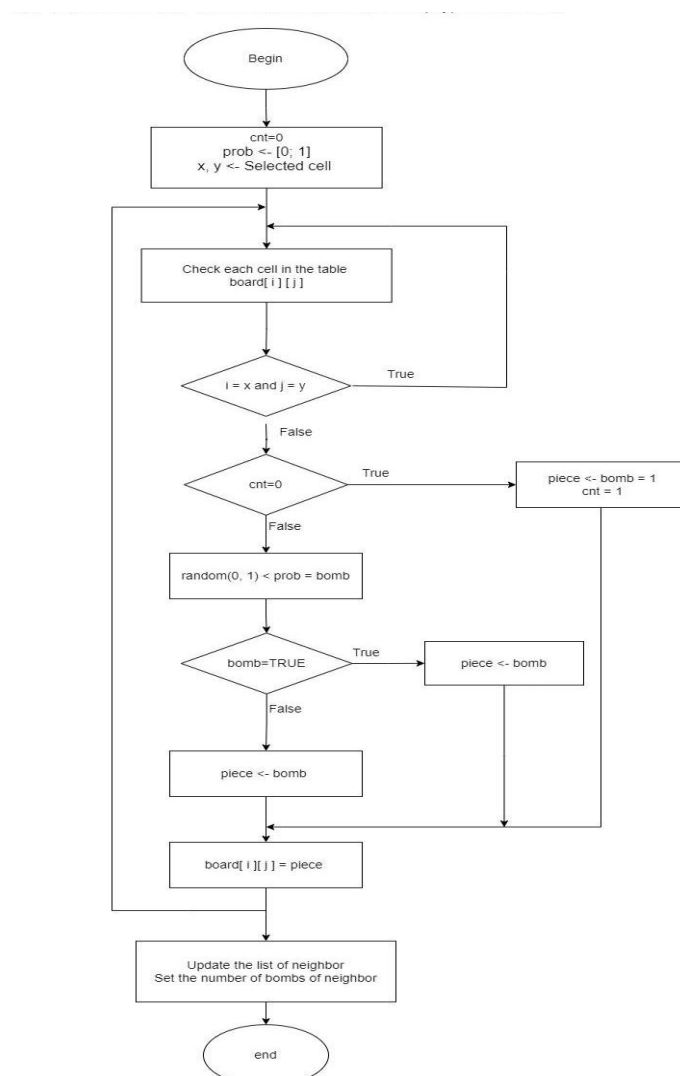 Begin
cnt=0
prob <- [0; 1]
x, y <- Selected cell
Check each cell in the table
board[ i ] [ j ]
i = x and j = y
True
False
cnt=0
True
piece <- bomb = 1
cnt = 1
False
random(0, 1) < prob = bomb
bomb=TRUE
True
piece <- bomb
False
piece <- bomb
board[ i ][ j ] = piece
Update the list of neighbor
Set the number of bombs of neighbor
end